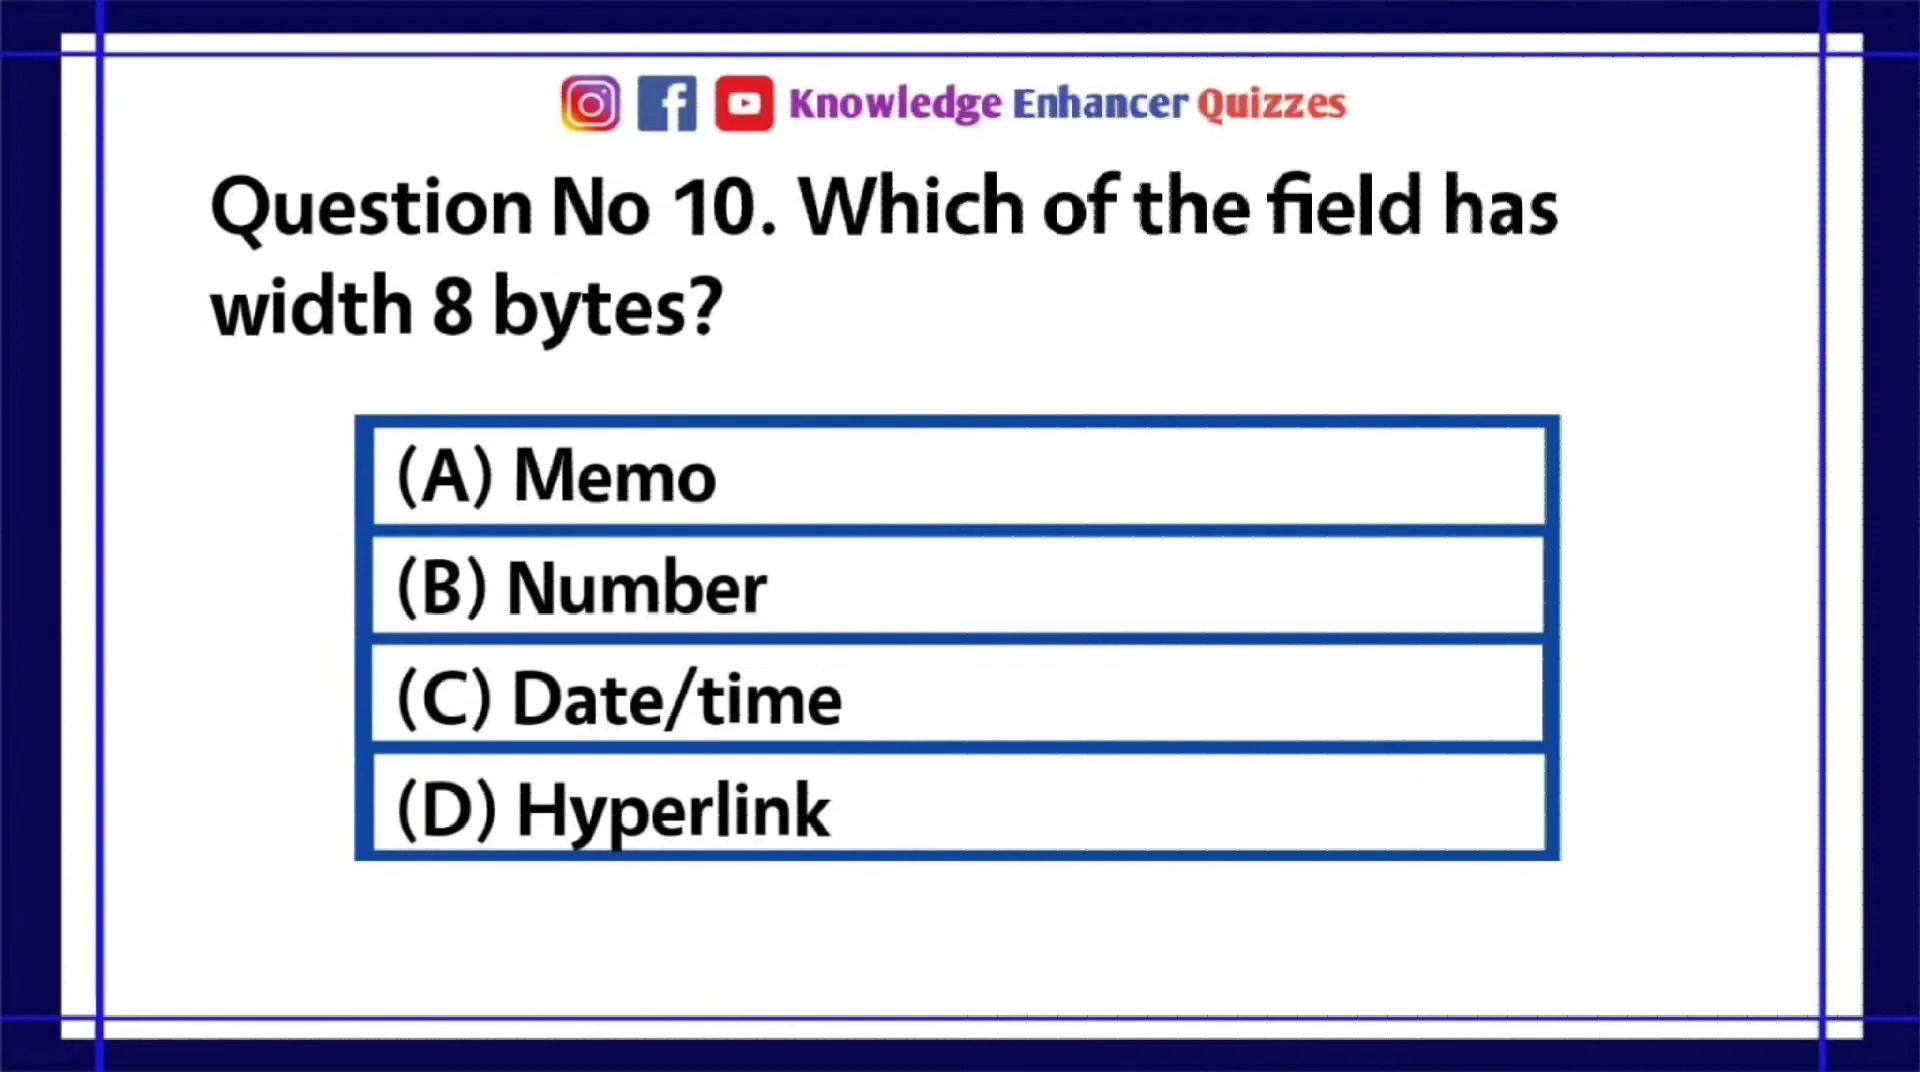 Knowledge Enhancer Quizzes
Question No 10. Which of the field has
width 8 bytes?
(A) Memo
(B) Number
(C) Date/time
(D) Hyperlink